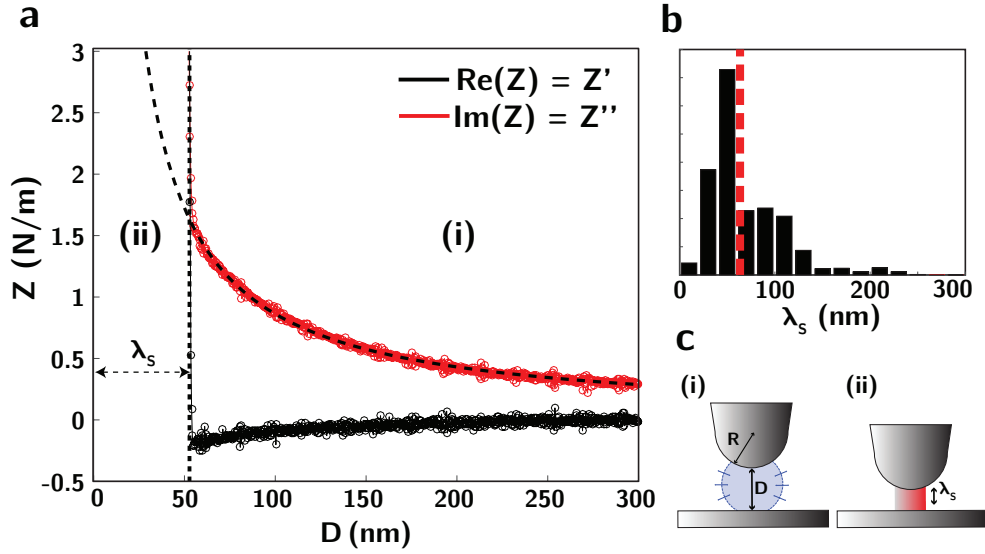 a
3
2.5
2
1.5
1
0.5
0
-0.5
Z (N/m)
Re(Z) = Z'
Im(Z) = Z''
(ii)
(i)
λs
0
50
100
150
200
250
300
D (nm)
b
0
100
200
300
λs (nm)
c
(i)
(ii)
R
D
λs